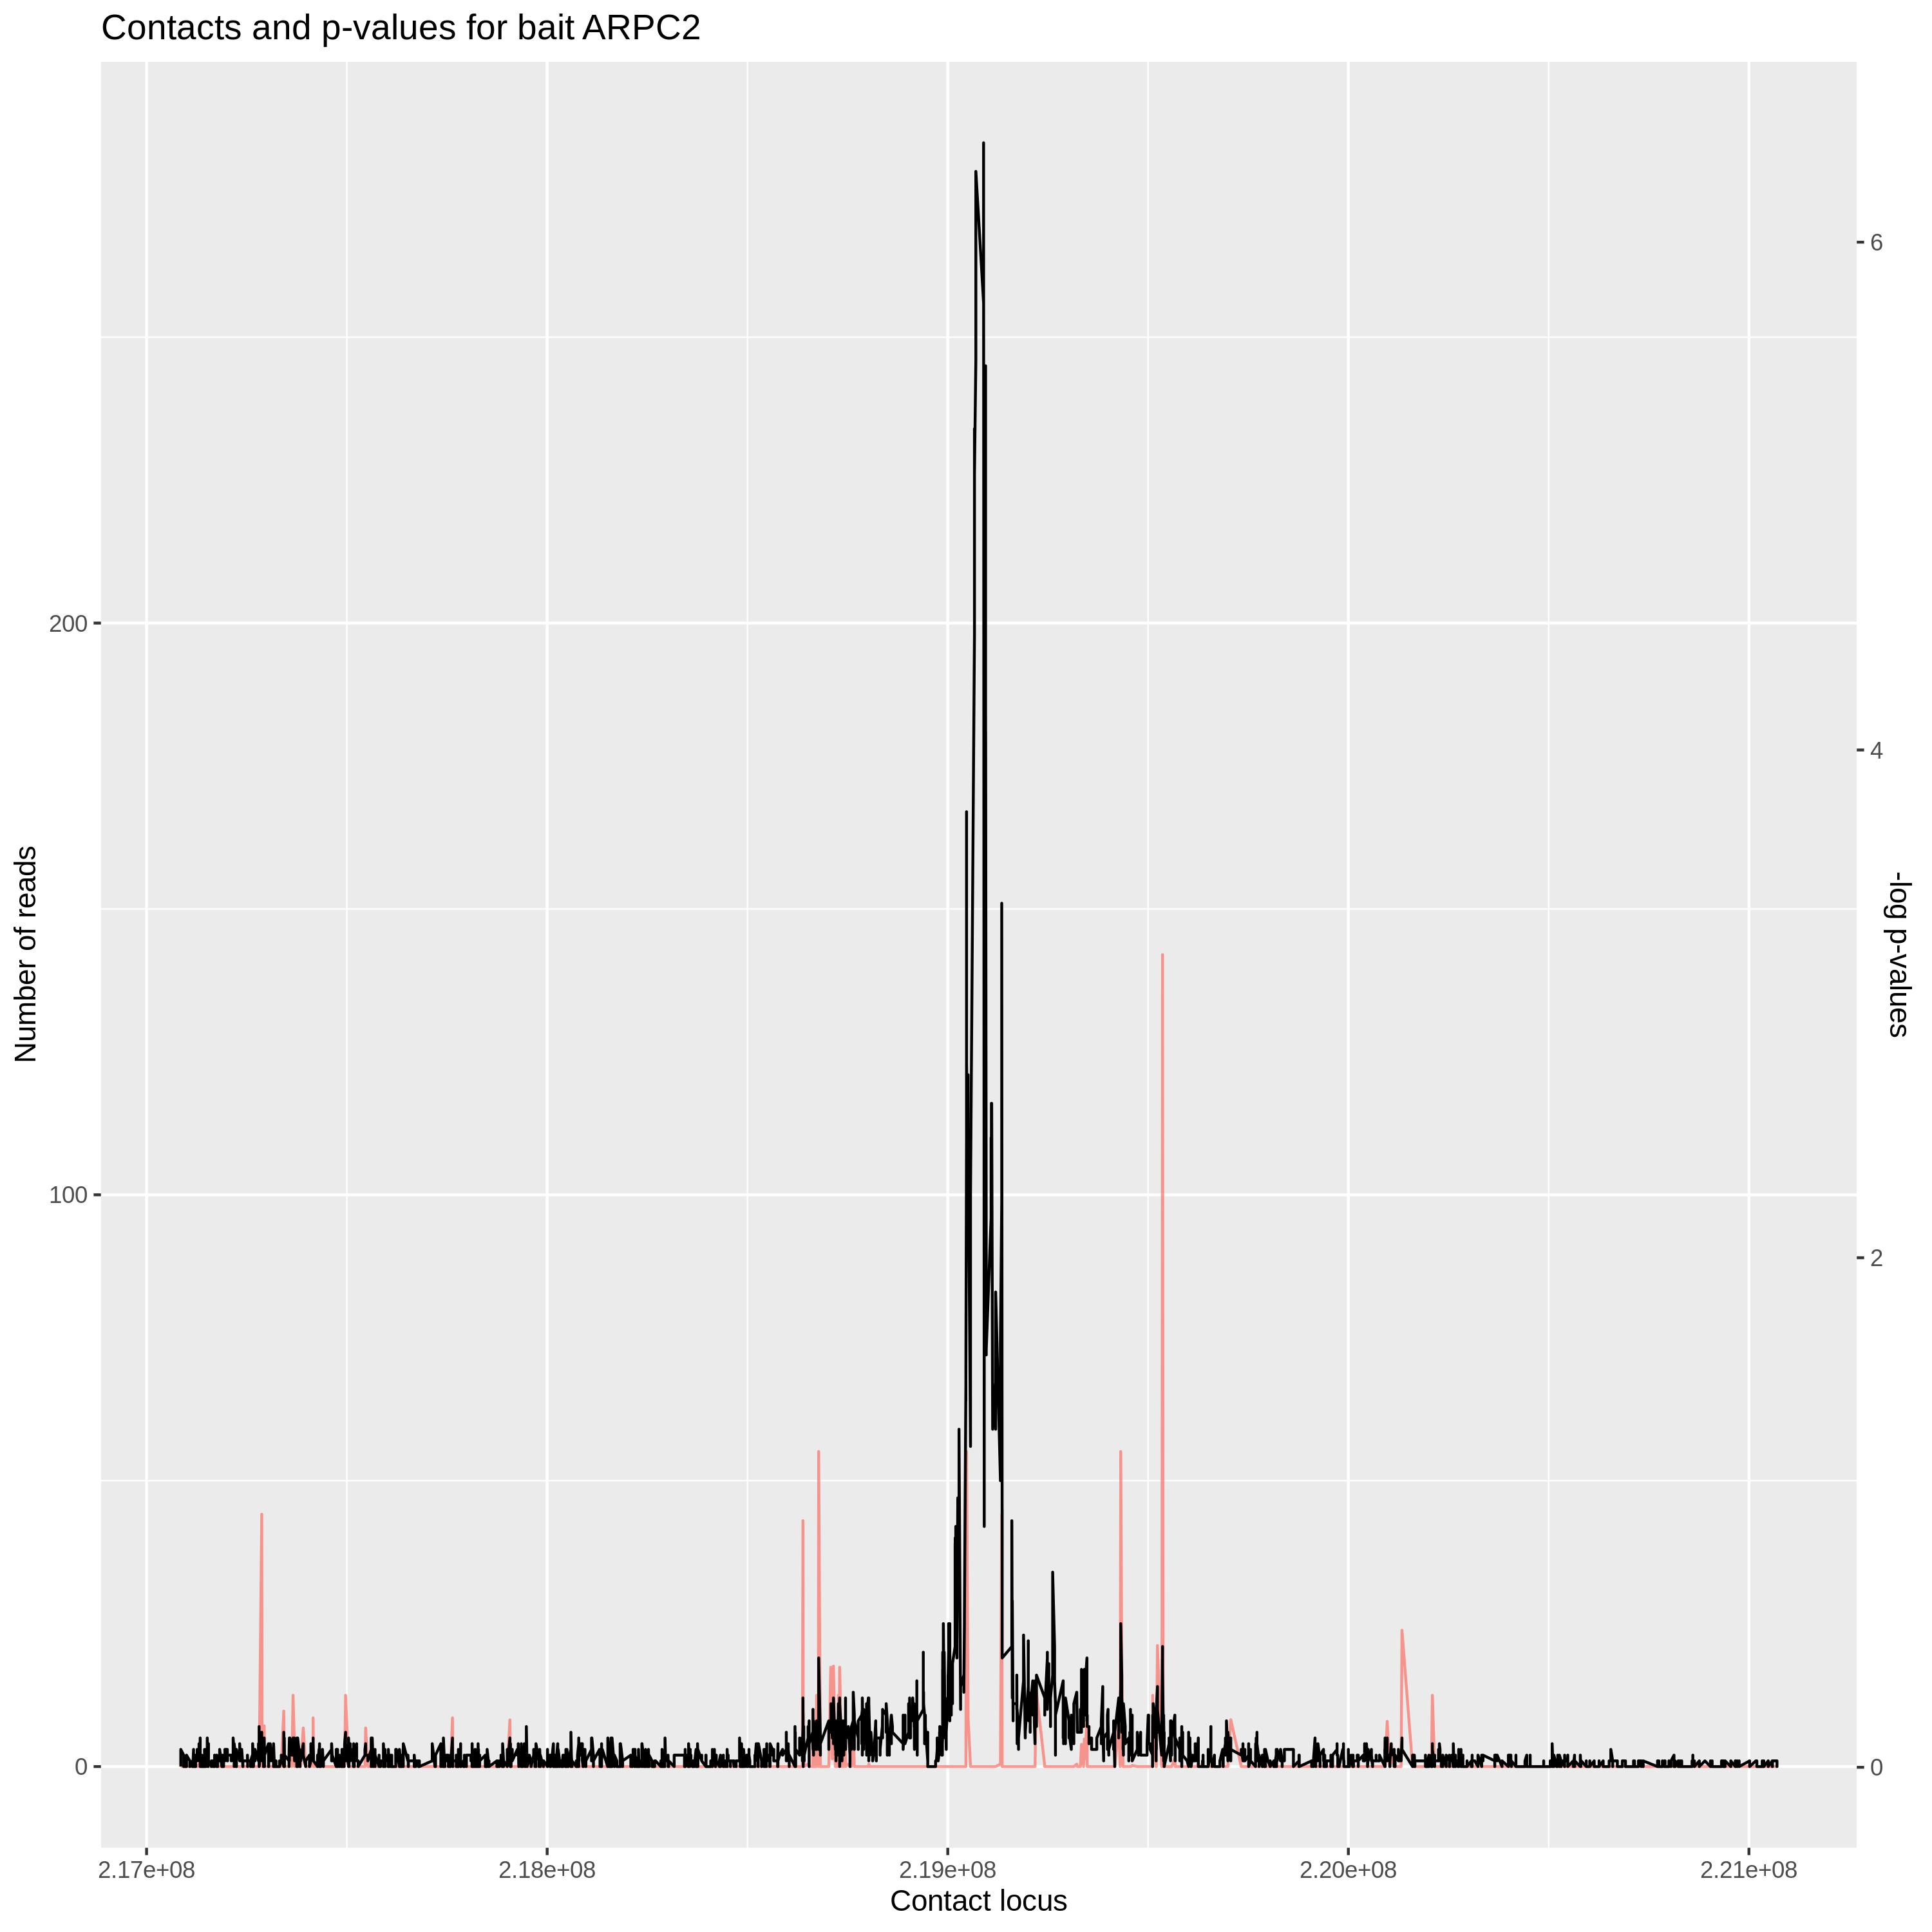 Contacts and p-values for bait ARPC2
Number of reads
200
100
0
6
4
2
0
-log p-values
2.17e+08 2.18e+08 2.19e+08 2.20e+08 2.21e+08
Contact locus